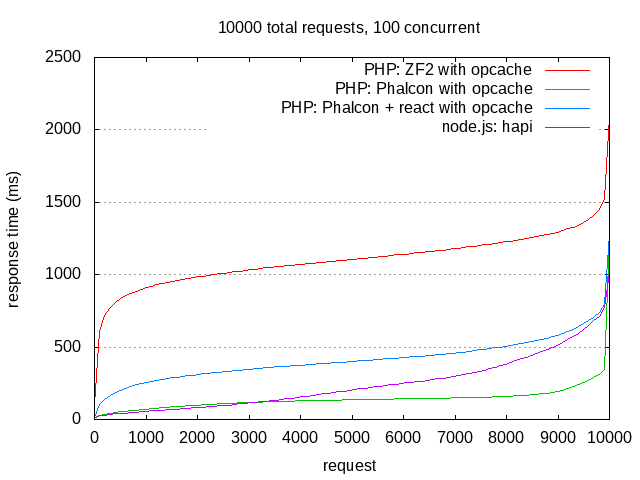 10000 total requests, 100 concurrent
PHP: ZF2 with opcache
PHP: Phalcon with opcache
PHP: Phalcon + react with opcache
node.js: hapi
response time (ms)
2500
2000
1500
1000
500
0
0 1000 2000 3000 4000 5000 6000 7000 8000 9000 10000
request